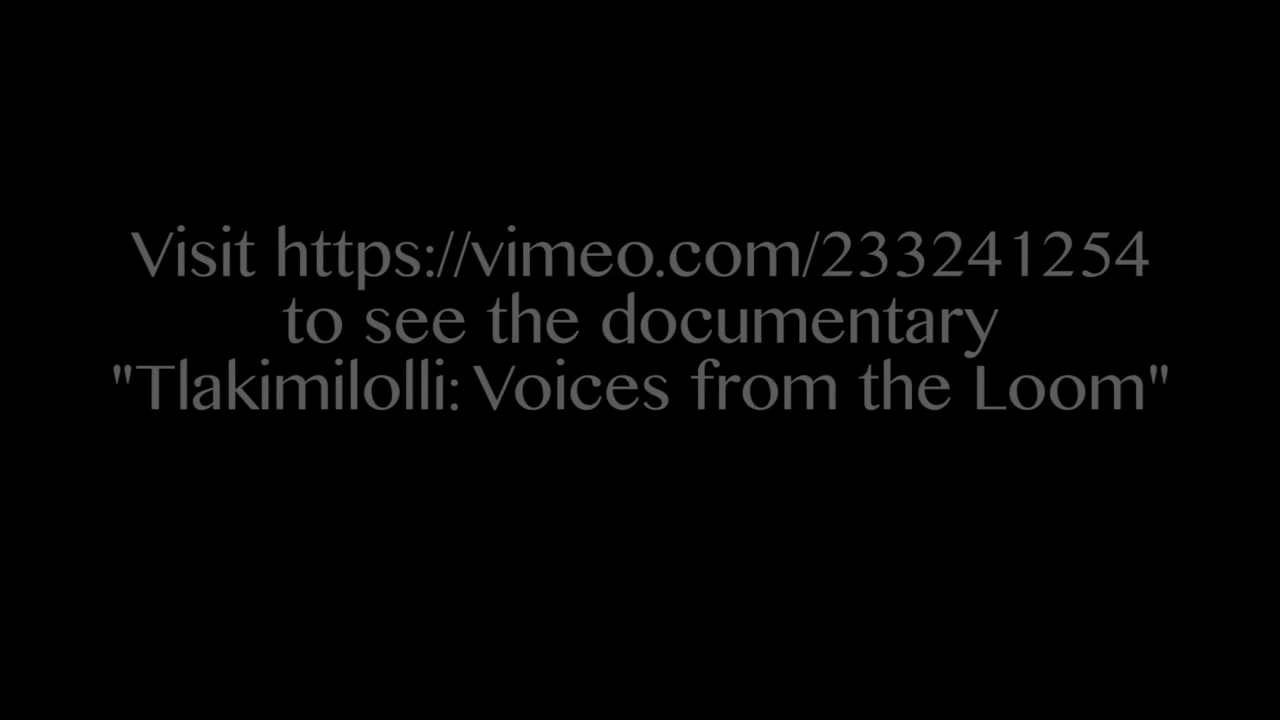 Visit https://vimeo.com/233241254
to see the documentary
"Tlakimilolli: Voices from the Loom"